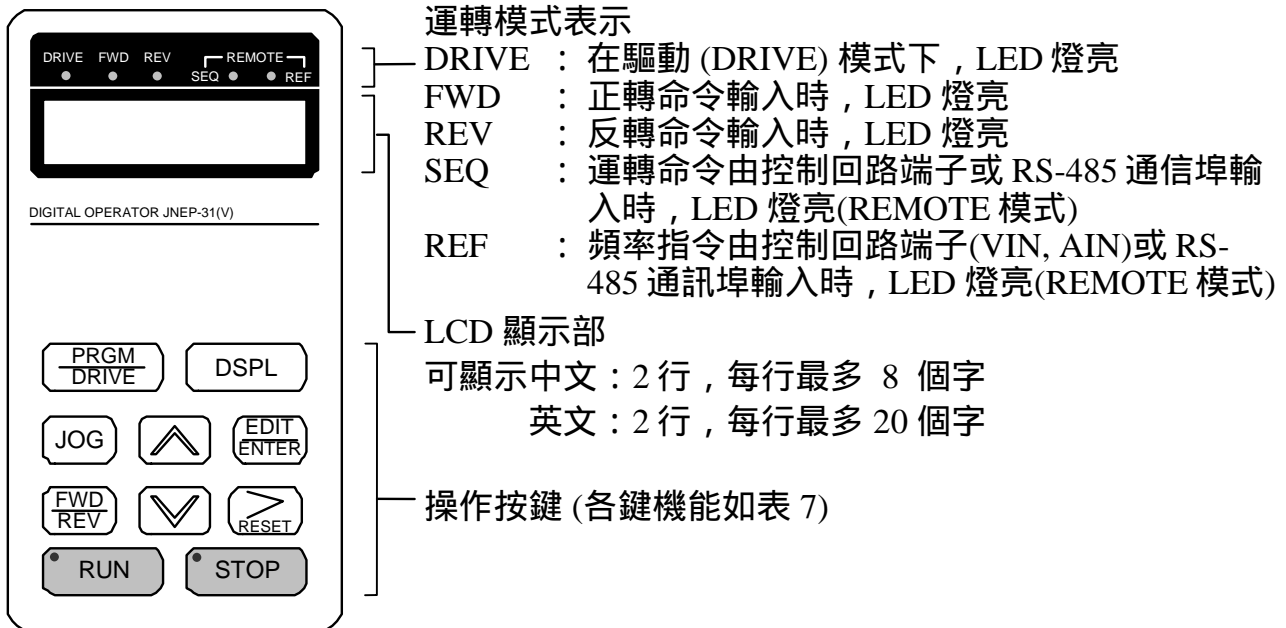 DRIVE FWD REV REMOTE
SEQ REF
DIGITAL OPERATOR JNEP-31(V)
PRGM
DRIVE
DSPL
JOG
EDIT
ENTER
FWD
REV
RESET
RUN
STOP
運轉模式表示
DRIVE : 在驅動 (DRIVE) 模式下，LED 燈亮
FWD : 正轉命令輸入時，LED 燈亮
REV : 反轉命令輸入時，LED 燈亮
SEQ : 運轉命令由控制回路端子或 RS-485 通信埠輸
入時，LED 燈亮(REMOTE 模式)
REF : 頻率指令由控制回路端子(VIN, AIN)或 RS-
485 通訊埠輸入時，LED 燈亮(REMOTE 模式)
LCD 顯示部
可顯示中文：2 行，每行最多 8 個字
英文：2 行，每行最多 20 個字
操作按鍵 (各鍵機能如表 7)